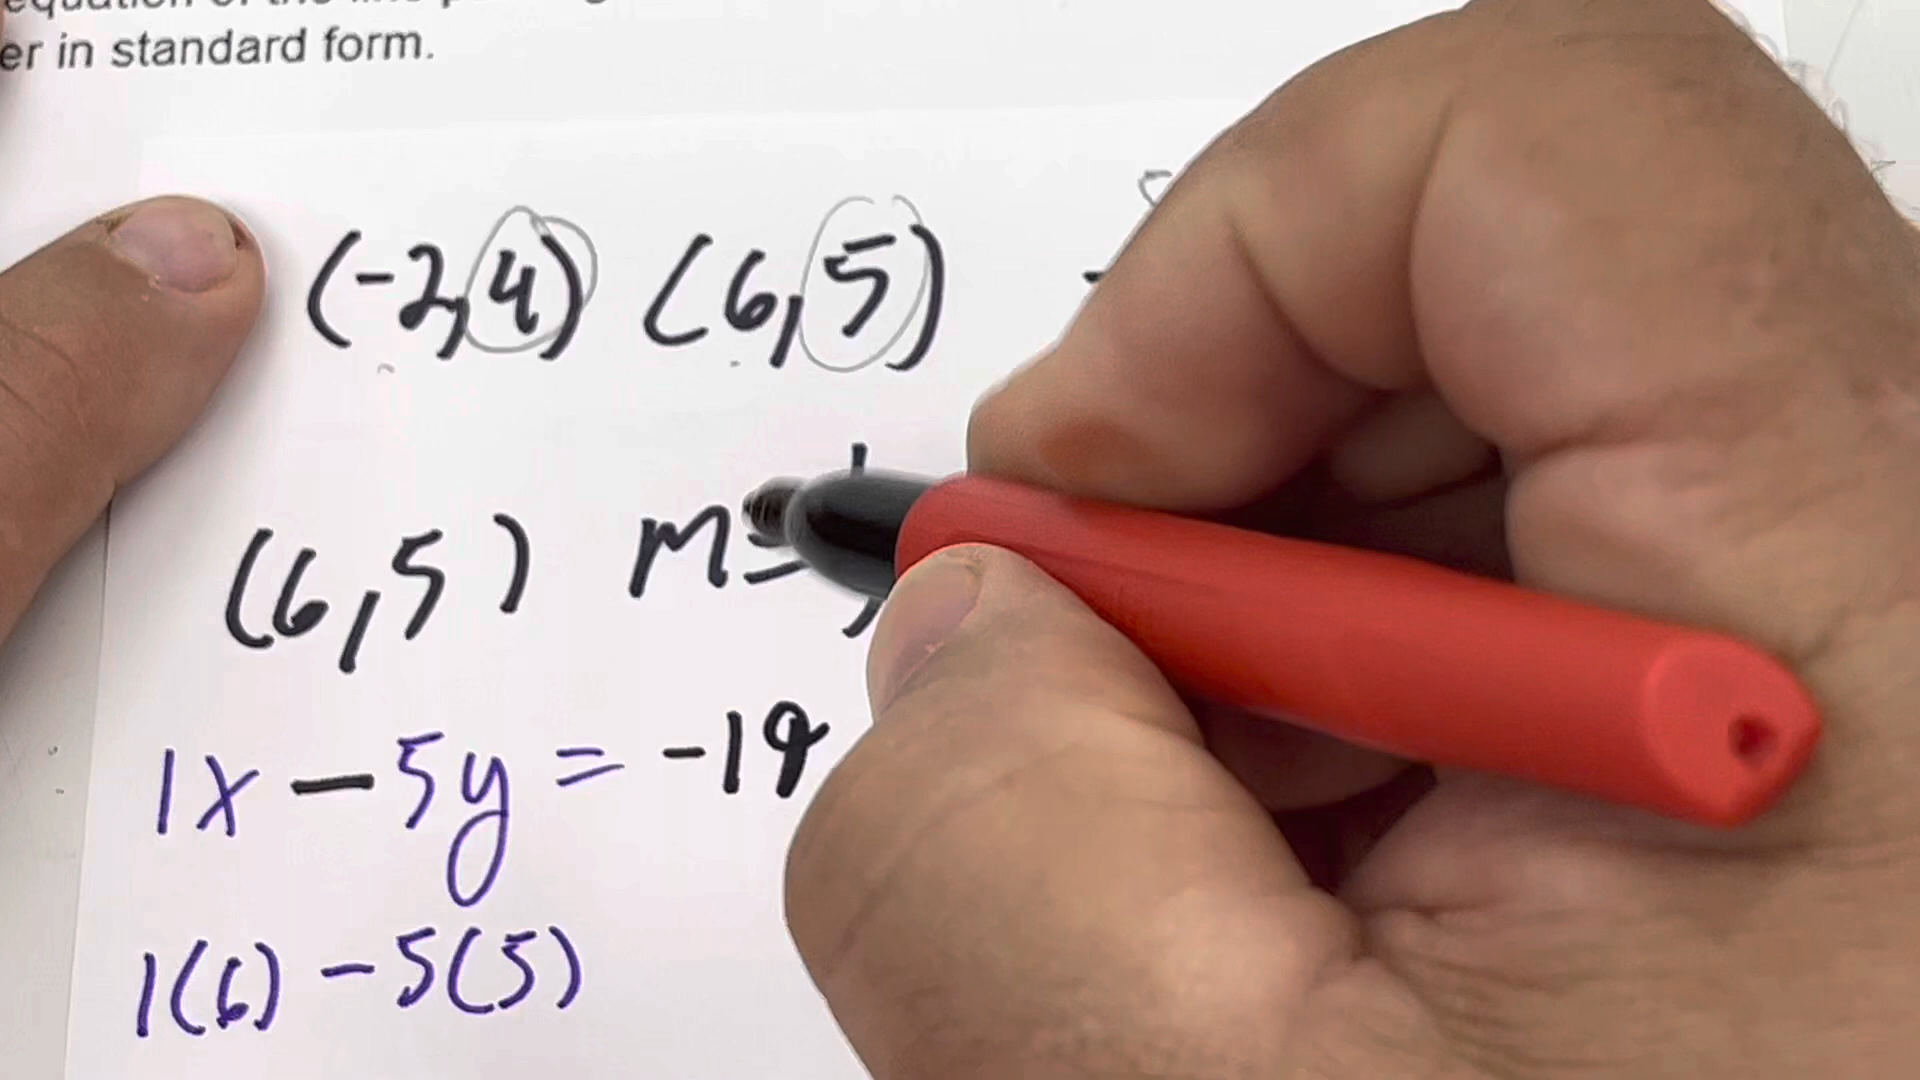 er in standard form.
(-2,4) (6,5)
(6,5) m=
1x - 5y = -19
1(6) - 5(5)